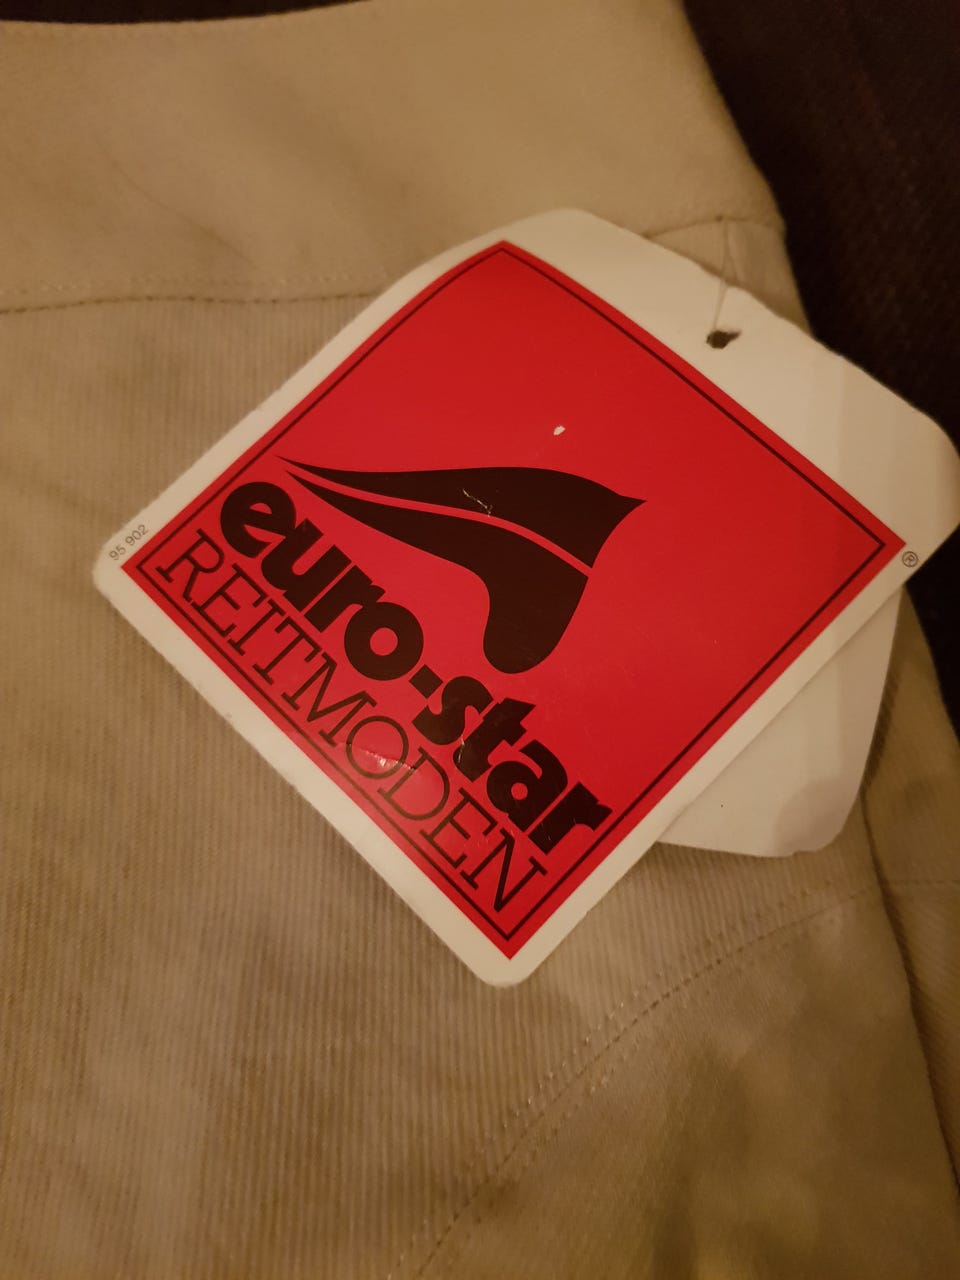 euro-star
REITMODEN
95 902
®